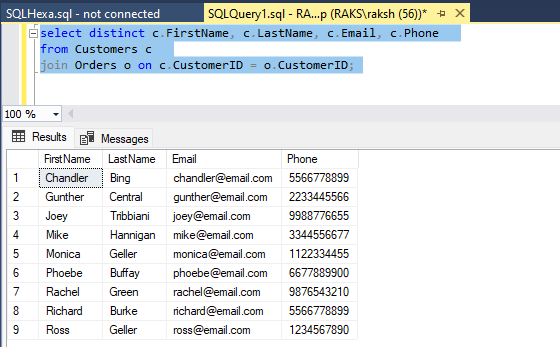 SQLHexa.sql - not connected SQLQuery1.sql - RA...p (RAKS\raksh (56))*
select distinct c.FirstName, c.LastName, c.Email, c.Phone
from Customers c
join Orders o on c.CustomerID = o.CustomerID;
100 %
Results Messages
FirstName LastName Email Phone
1 Chandler Bing chandler@email.com 5566778899
2 Gunther Central gunther@email.com 2233445566
3 Joey Tribbiani joey@email.com 9988776655
4 Mike Hannigan mike@email.com 3344556677
5 Monica Geller monica@email.com 1122334455
6 Phoebe Buffay phoebe@email.com 6677889900
7 Rachel Green rachel@email.com 9876543210
8 Richard Burke richard@email.com 5566778899
9 Ross Geller ross@email.com 1234567890